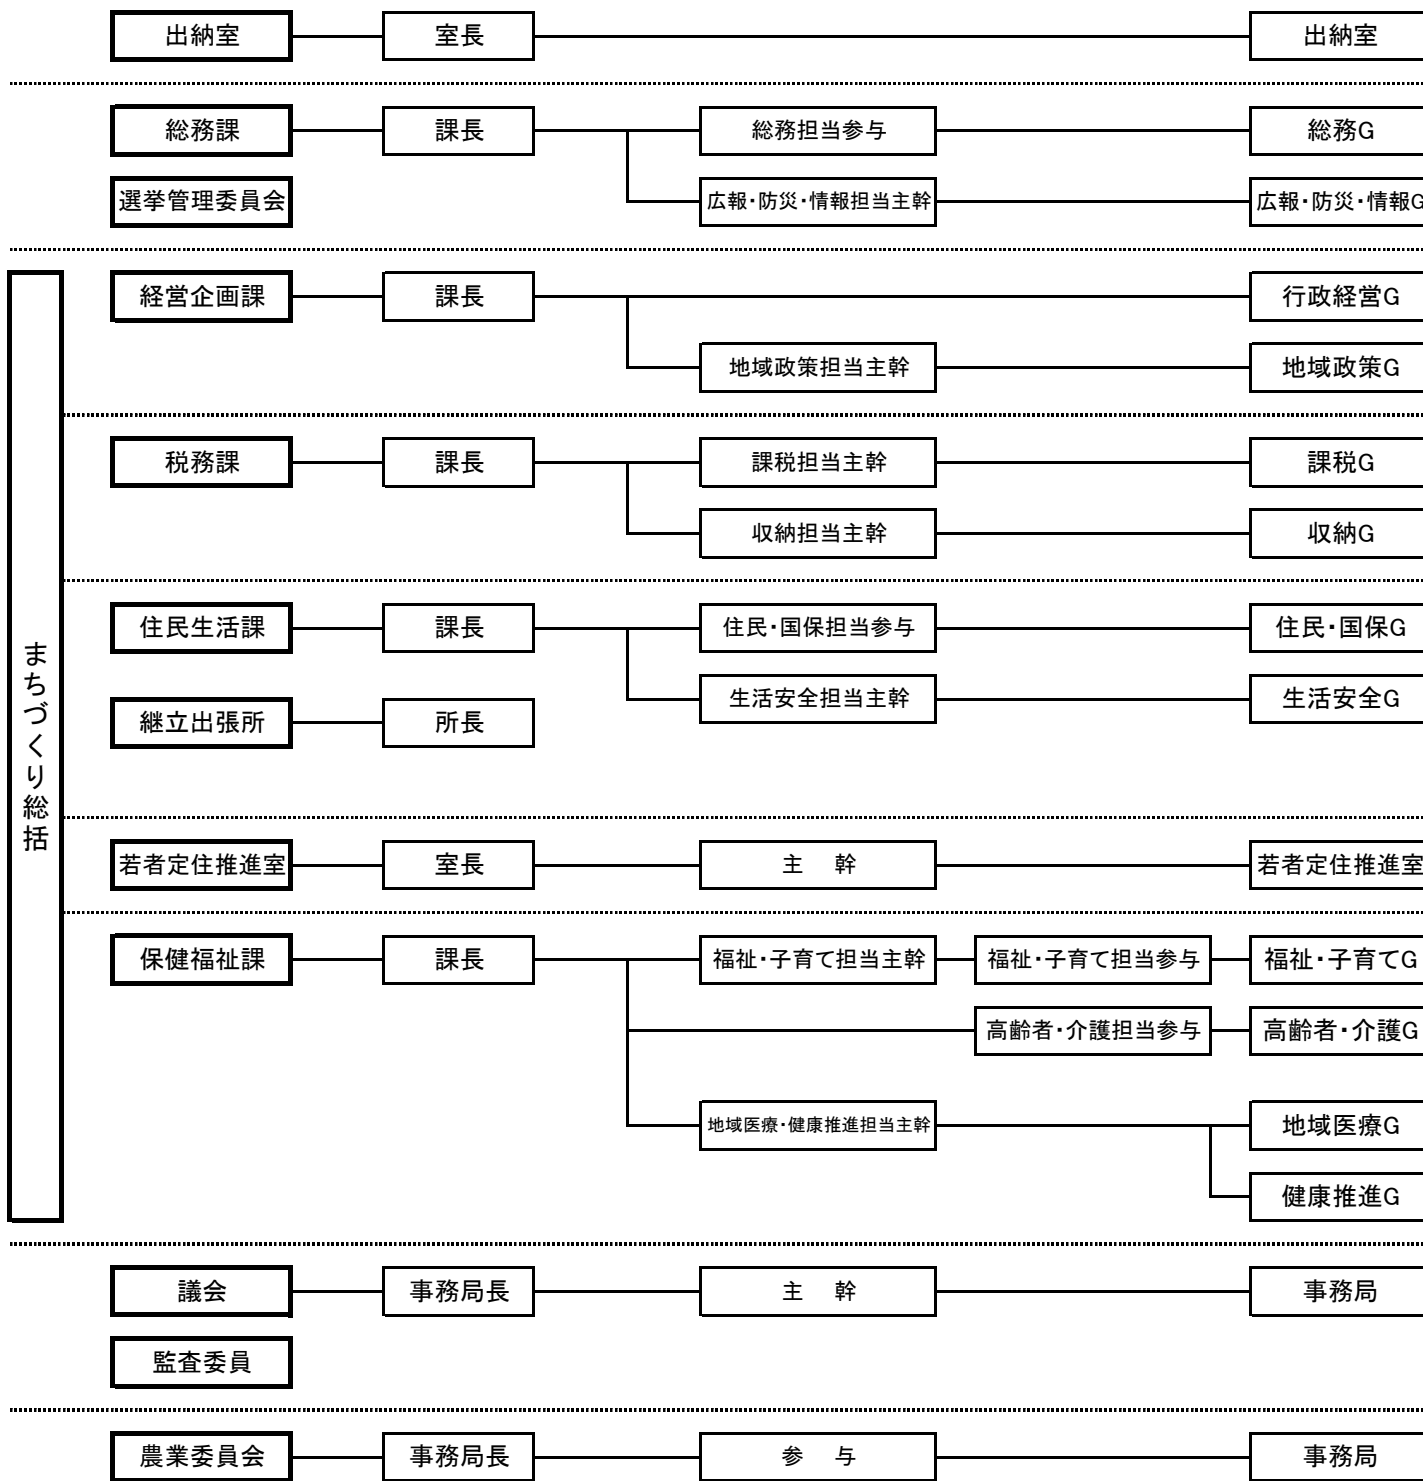 出納室 室長 出納室
総務課 課長 総務担当参与 総務G
選挙管理委員会 広報・防災・情報担当主幹 広報・防災・情報G
まちづくり総括
経営企画課 課長 行政経営G
地域政策担当主幹 地域政策G
税務課 課長 課税担当主幹 課税G
収納担当主幹 収納G
住民生活課 課長 住民・国保担当参与 住民・国保G
生活安全担当主幹 生活安全G
継立出張所 所長
若者定住推進室 室長 主 幹 若者定住推進室
保健福祉課 課長 福祉・子育て担当主幹 福祉・子育て担当参与 福祉・子育てG
高齢者・介護担当参与 高齢者・介護G
地域医療・健康推進担当主幹 地域医療G
健康推進G
議会 事務局長 主 幹 事務局
監査委員
農業委員会 事務局長 参 与 事務局